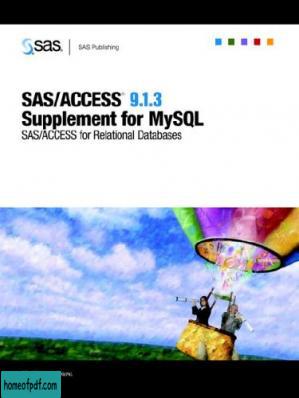 sas. | SAS Publishing
SAS/ACCESS® 9.1.3
Supplement for MySQL
SAS/ACCESS for Relational Databases
homeofpdf.com